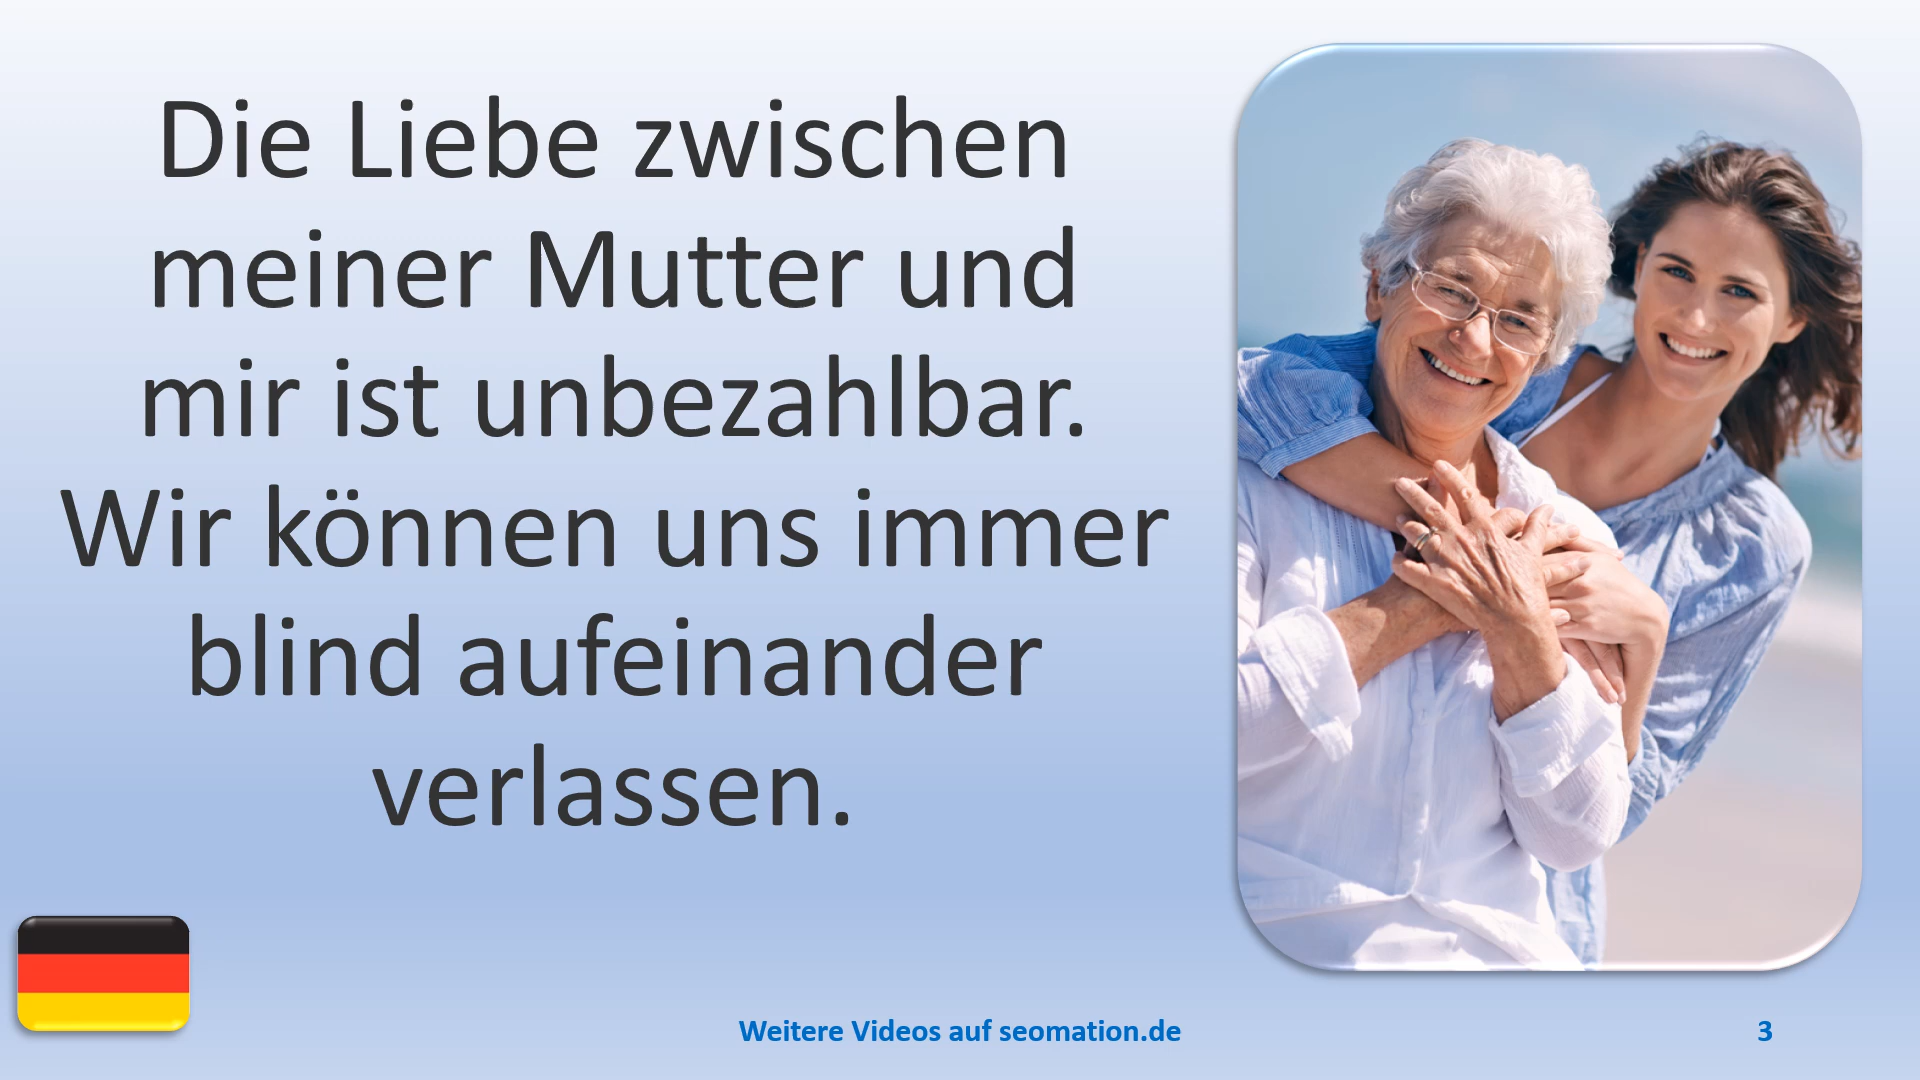 Die Liebe zwischen
meiner Mutter und
mir ist unbezahlbar.
Wir können uns immer
blind aufeinander
verlassen.
Weitere Videos auf seomation.de
3